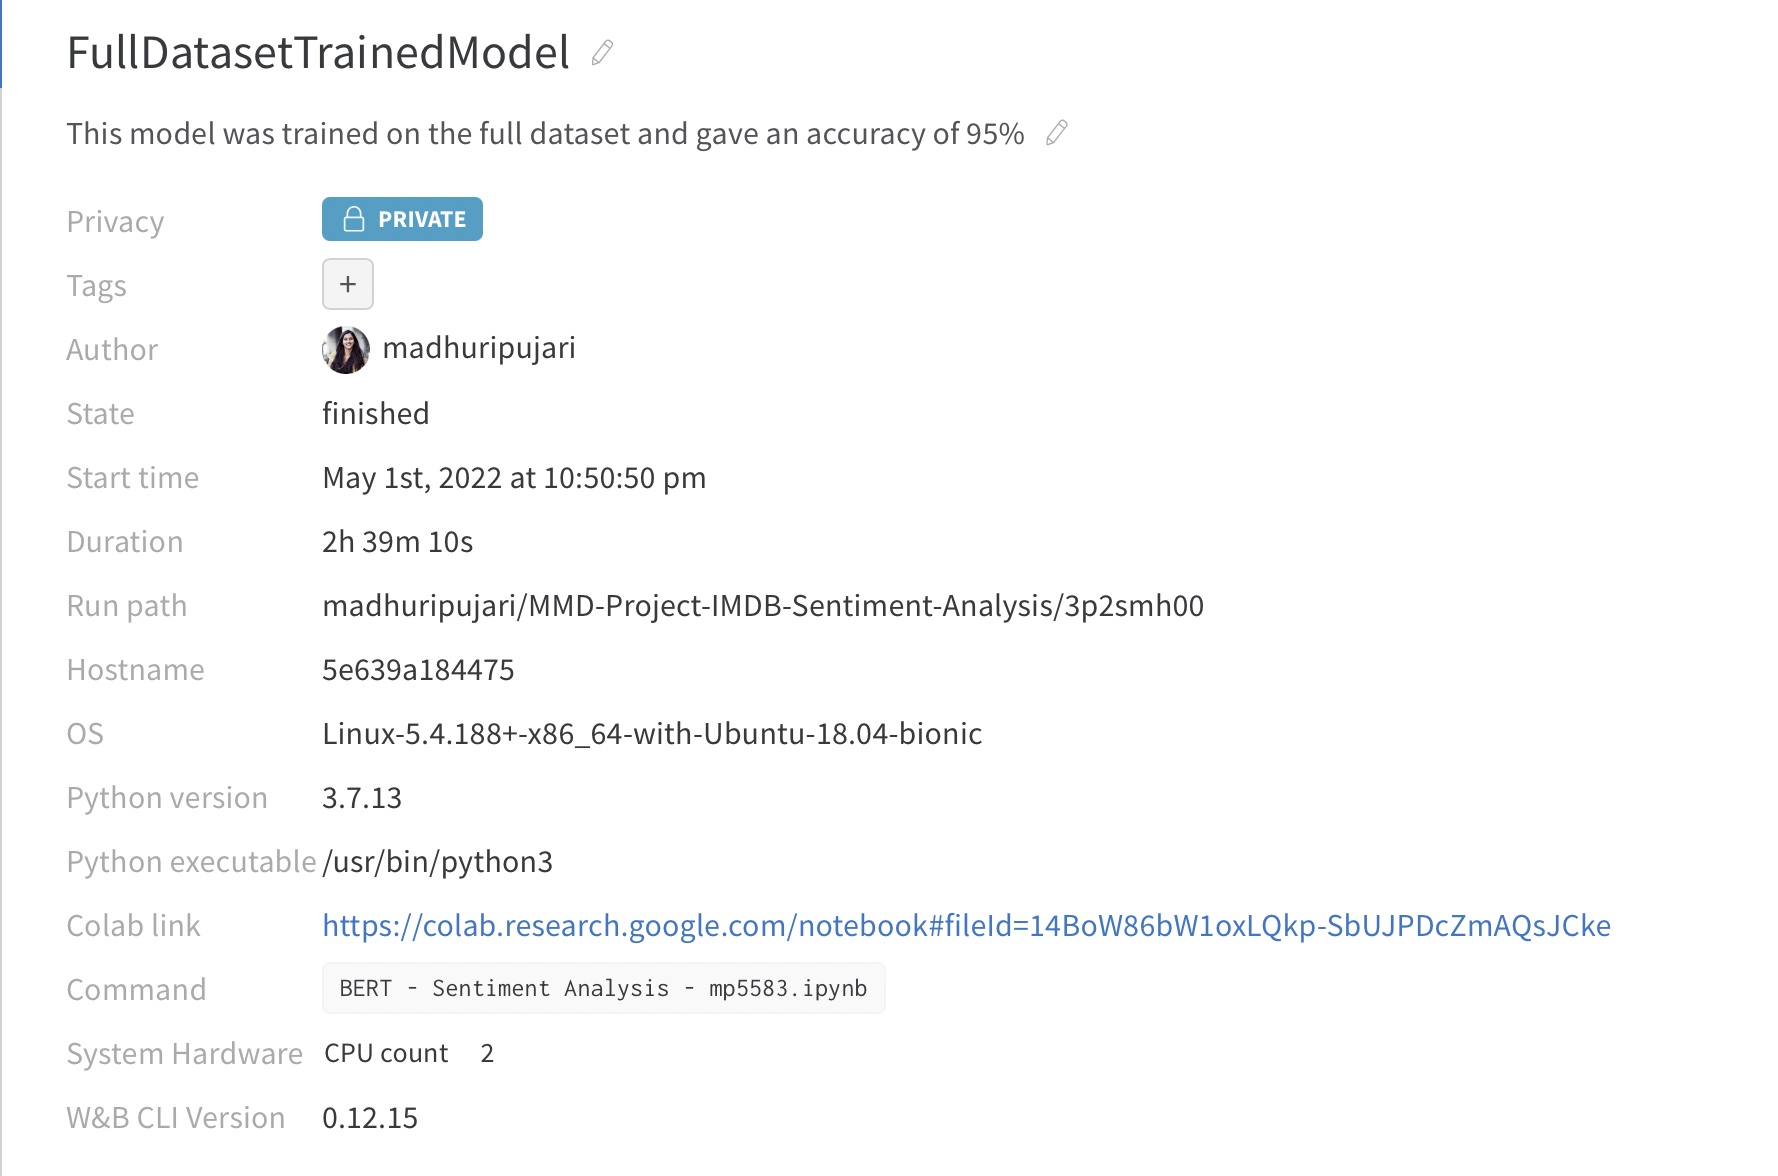 FullDatasetTrainedModel
This model was trained on the full dataset and gave an accuracy of 95%
Privacy PRIVATE
Tags +
Author madhuripujari
State finished
Start time May 1st, 2022 at 10:50:50 pm
Duration 2h 39m 10s
Run path madhuripujari/MMD-Project-IMDB-Sentiment-Analysis/3p2smh00
Hostname 5e639a184475
OS Linux-5.4.188+-x86_64-with-Ubuntu-18.04-bionic
Python version 3.7.13
Python executable /usr/bin/python3
Colab link https://colab.research.google.com/notebook#fileId=14BoW86bW1oxLQkp-SbUJPDcZmAQsJCke
Command BERT - Sentiment Analysis - mp5583.ipynb
System Hardware CPU count 2
W&B CLI Version 0.12.15